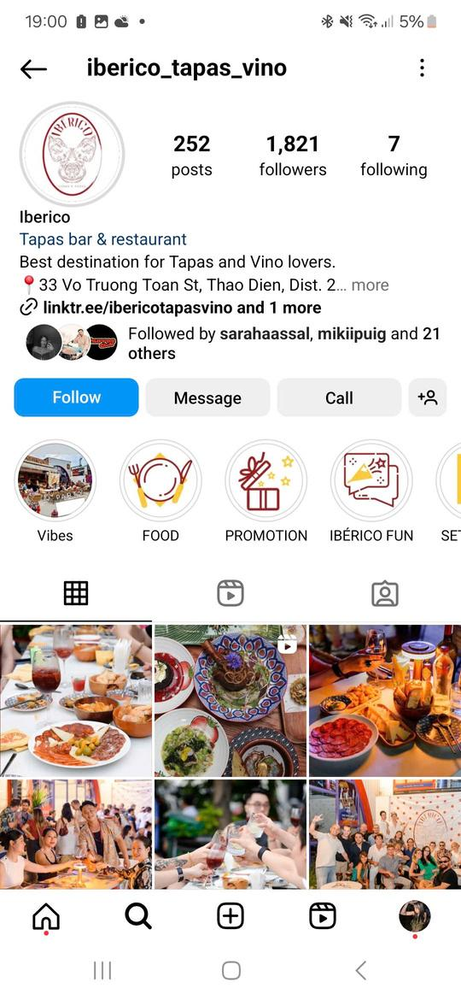 19:00
5%
iberico_tapas_vino
IBERICO
252
posts
1,821
followers
7
following
Iberico
Tapas bar & restaurant
Best destination for Tapas and Vino lovers.
33 Vo Truong Toan St, Thao Dien, Dist. 2… more
linktr.ee/ibericotapasvino and 1 more
Followed by sarahaassal, mikiipuig and 21
others
Follow
Message
Call
Vibes
FOOD
PROMOTION
IBÉRICO FUN
SET
IBERICO